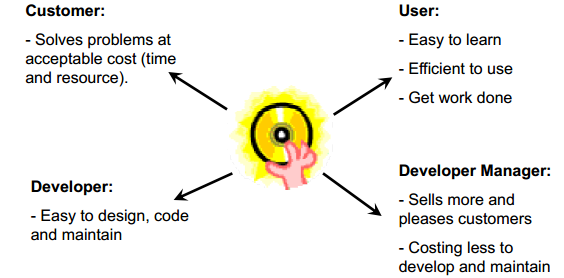 Customer:
- Solves problems at
acceptable cost (time
and resource).
User:
- Easy to learn
- Efficient to use
- Get work done
Developer:
- Easy to design, code
and maintain
Developer Manager:
- Sells more and
pleases customers
- Costing less to
develop and maintain